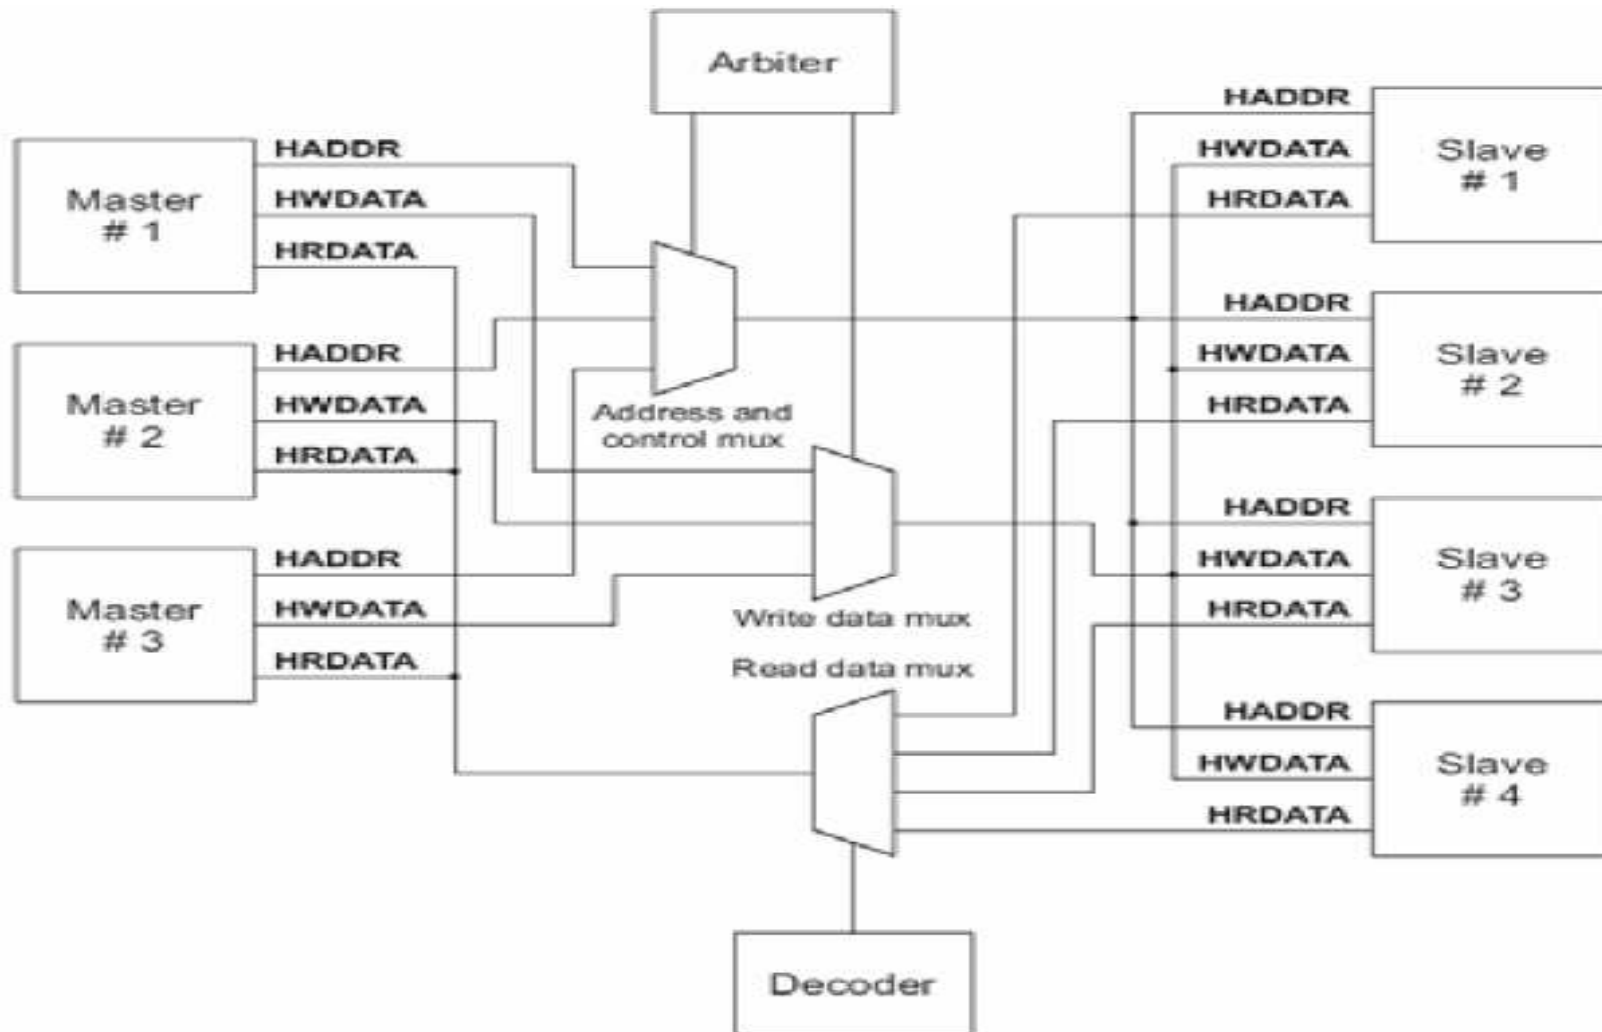 Arbiter
HADDR
Master
# 1
HWDATA
HRDATA
HADDR
Master
# 2
HWDATA
HRDATA
HADDR
Master
# 3
HWDATA
HRDATA
Address and
control mux
Write data mux
Read data mux
HADDR
HWDATA
HRDATA
Slave
# 1
HADDR
HWDATA
HRDATA
Slave
# 2
HADDR
HWDATA
HRDATA
Slave
# 3
HADDR
HWDATA
HRDATA
Slave
# 4
Decoder